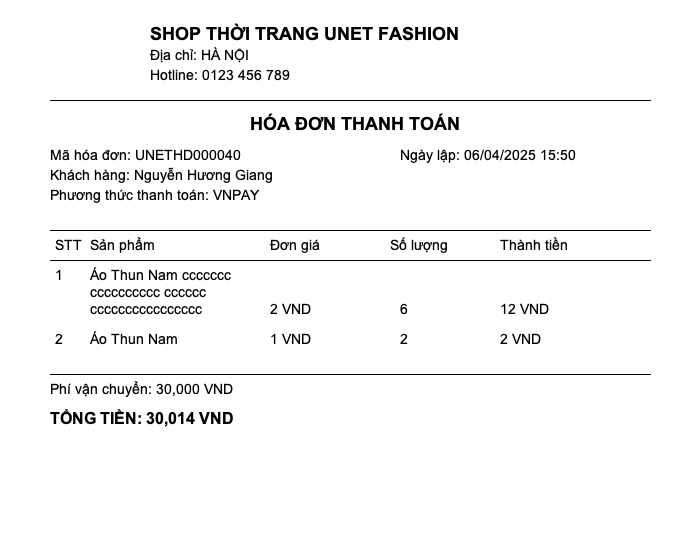 SHOP THỜI TRANG UNET FASHION
Địa chỉ: HÀ NỘI
Hotline: 0123 456 789
HÓA ĐƠN THANH TOÁN
Mã hóa đơn: UNETHD000040 Ngày lập: 06/04/2025 15:50
Khách hàng: Nguyễn Hương Giang
Phương thức thanh toán: VNPAY
STT Sản phẩm Đơn giá Số lượng Thành tiền
1 Áo Thun Nam ccccccc
cccccccccc cccccc
cccccccccccccccc 2 VND 6 12 VND
2 Áo Thun Nam 1 VND 2 2 VND
Phí vận chuyển: 30,000 VND
TỔNG TIỀN: 30,014 VND